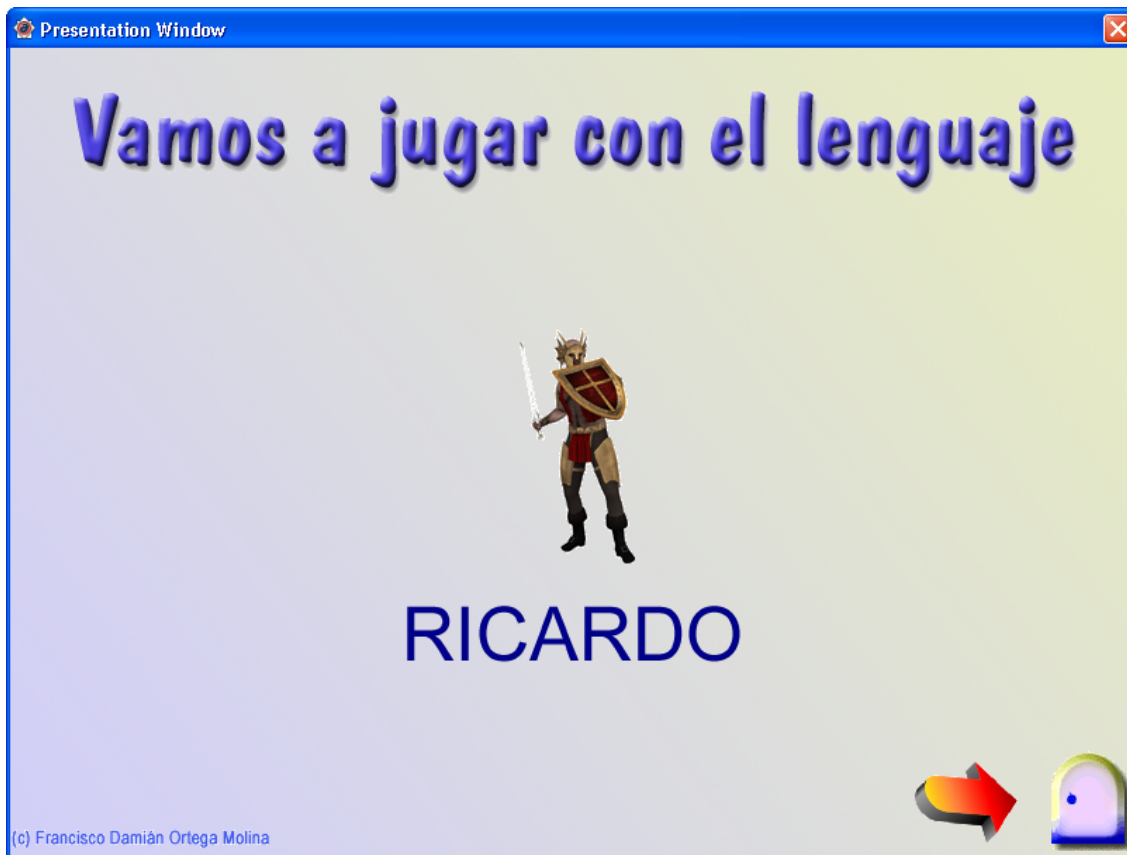 Presentation Window
Vamos a jugar con el lenguaje
RICARDO
(c) Francisco Damián Ortega Molina